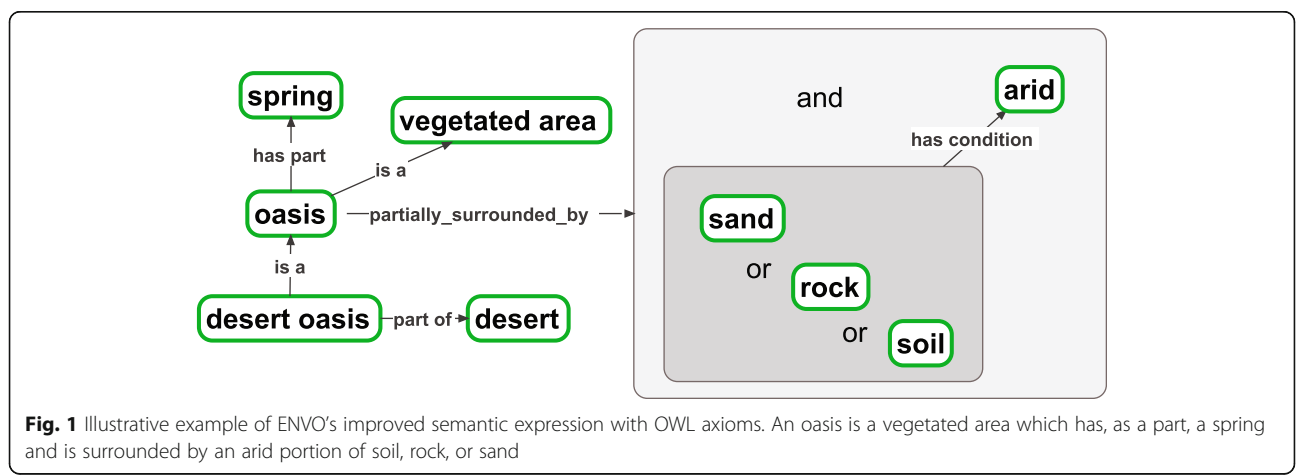 spring
vegetated area
and
arid
has condition
has part
is a
oasis
partially_surrounded_by
sand
or
rock
or
soil
is a
desert oasis
part of
desert
Fig. 1 Illustrative example of ENVO's improved semantic expression with OWL axioms. An oasis is a vegetated area which has, as a part, a spring
and is surrounded by an arid portion of soil, rock, or sand